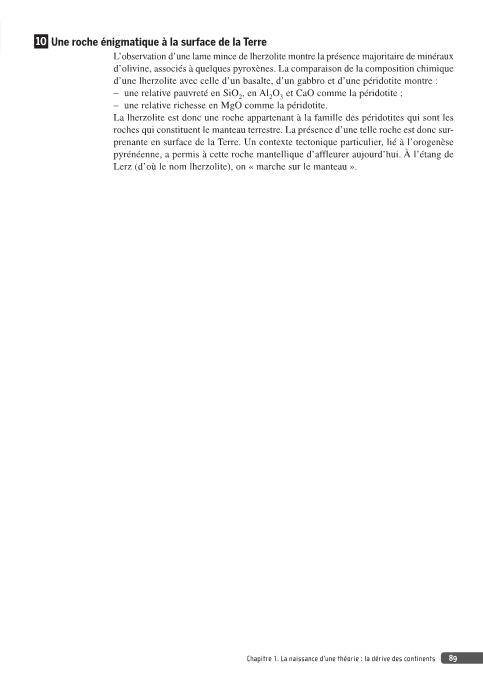 10 Une roche énigmatique à la surface de la Terre
L’observation d’une lame mince de lherzolite montre la présence majoritaire de minéraux
d’olivine, associés à quelques pyroxènes. La comparaison de la composition chimique
d’une lherzolite avec celle d’un basalte, d’un gabbro et d’une péridotite montre :
– une relative pauvreté en SiO₂, en Al₂O₃ et CaO comme la péridotite ;
– une relative richesse en MgO comme la péridotite.
La lherzolite est donc une roche appartenant à la famille des péridotites qui sont les
roches qui constituent le manteau terrestre. La présence d’une telle roche est donc sur-
prenante en surface de la Terre. Un contexte tectonique particulier, lié à l’orogenèse
pyrénéenne, a permis à cette roche mantellique d’affleurer aujourd’hui. À l’étang de
Lerz (d’où le nom lherzolite), on « marche sur le manteau ».
Chapitre 1. La naissance d’une théorie : la dérive des continents 89